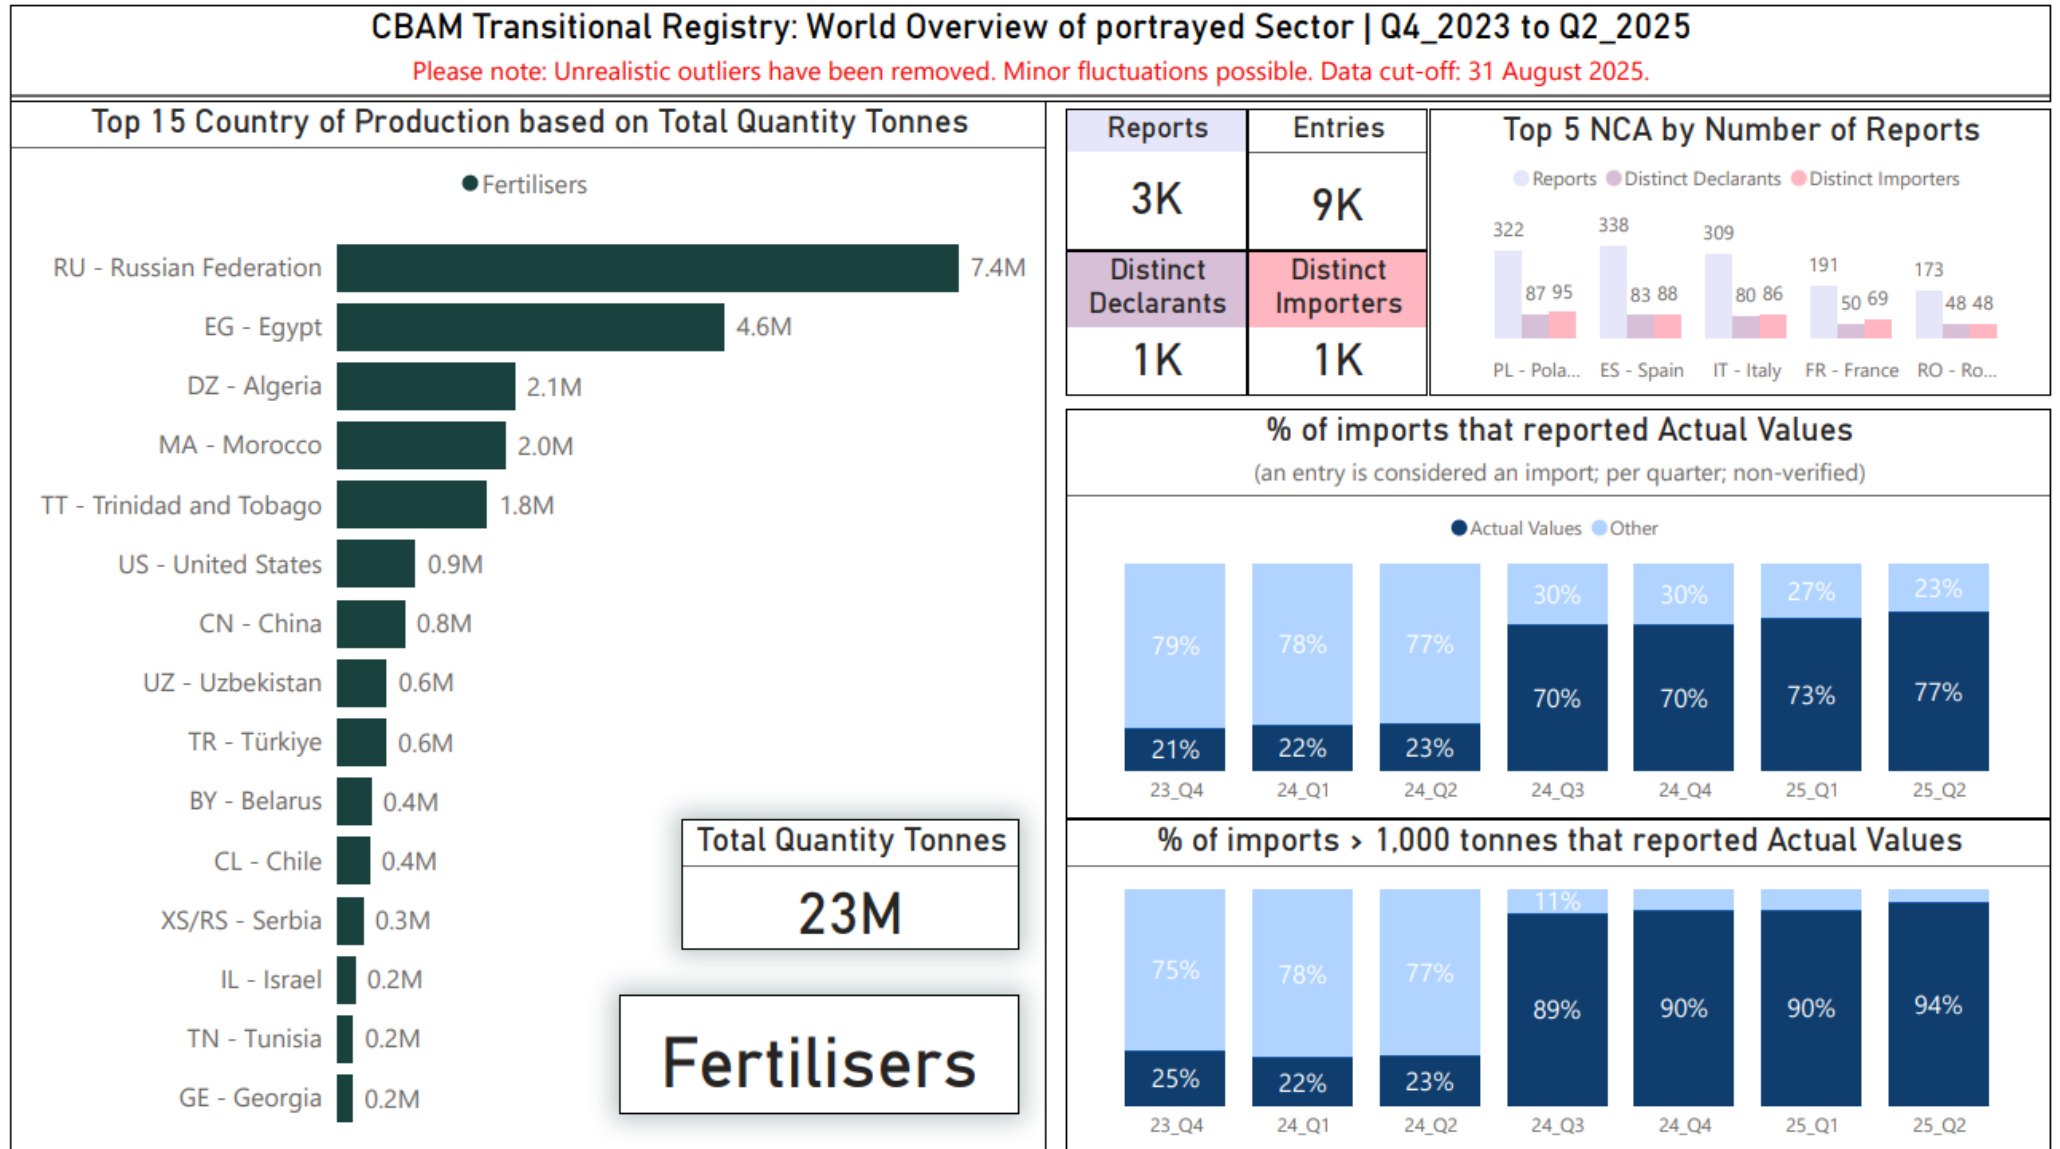 CBAM Transitional Registry: World Overview of portrayed Sector | Q4_2023 to Q2_2025
Please note: Unrealistic outliers have been removed. Minor fluctuations possible. Data cut-off: 31 August 2025.
Top 15 Country of Production based on Total Quantity Tonnes
Fertilisers
RU - Russian Federation 7.4M
EG - Egypt 4.6M
DZ - Algeria 2.1M
MA - Morocco 2.0M
TT - Trinidad and Tobago 1.8M
US - United States 0.9M
CN - China 0.8M
UZ - Uzbekistan 0.6M
TR - Türkiye 0.6M
BY - Belarus 0.4M
CL - Chile 0.4M
XS/RS - Serbia 0.3M
IL - Israel 0.2M
TN - Tunisia 0.2M
GE - Georgia 0.2M
Total Quantity Tonnes
23M
Fertilisers
Reports
3K
Entries
9K
Distinct
Declarants
1K
Distinct
Importers
1K
Top 5 NCA by Number of Reports
Reports Distinct Declarants Distinct Importers
322 87 95
338 83 88
309 80 86
191 50 69
173 48 48
PL - Pola... ES - Spain IT - Italy FR - France RO - Ro...
% of imports that reported Actual Values
(an entry is considered an import; per quarter; non-verified)
Actual Values Other
79% 78% 77% 30% 30% 27% 23%
21% 22% 23% 70% 70% 73% 77%
23_Q4 24_Q1 24_Q2 24_Q3 24_Q4 25_Q1 25_Q2
% of imports > 1,000 tonnes that reported Actual Values
75% 78% 77% 11%
25% 22% 23% 89% 90% 90% 94%
23_Q4 24_Q1 24_Q2 24_Q3 24_Q4 25_Q1 25_Q2